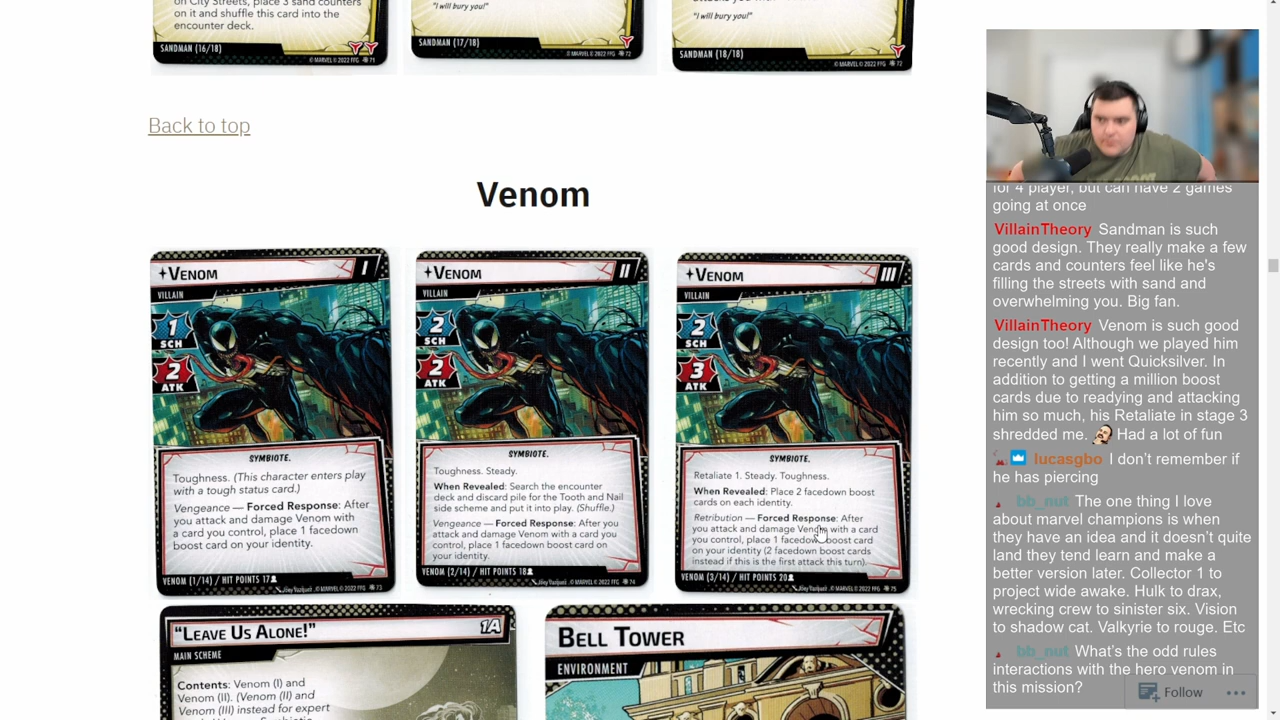 on City Streets, place 3 sand counters
on it and shuffle this card into the
encounter deck.
SANDMAN (16/18)
© MARVEL © 2022 FFG 71
"I will bury you!"
SANDMAN (17/18)
© MARVEL © 2022 FFG 72
"I will bury you!"
SANDMAN (18/18)
© MARVEL © 2022 FFG 72
Back to top
Venom
VENOM I
VILLAIN
1 SCH
2 ATK
SYMBIOTE.
Toughness. (This character enters play
with a tough status card.)
Vengeance — Forced Response: After
you attack and damage Venom with
a card you control, place 1 facedown
boost card on your identity.
VENOM (1/14) / HIT POINTS 17
VENOM II
VILLAIN
2 SCH
2 ATK
SYMBIOTE.
Toughness. Steady.
When Revealed: Search the encounter
deck and discard pile for the Tooth and Nail
side scheme and put it into play. (Shuffle.)
Vengeance — Forced Response: After you
attack and damage Venom with a card you
control, place 1 facedown boost card on
your identity.
VENOM (2/14) / HIT POINTS 18
VENOM III
VILLAIN
2 SCH
3 ATK
SYMBIOTE.
Retaliate 1. Steady. Toughness.
When Revealed: Place 2 facedown boost
cards on each identity.
Retribution — Forced Response: After
you attack and damage Venom with a card
you control, place 1 facedown boost card
on your identity (2 facedown boost cards
instead if this is the first attack this turn).
VENOM (3/14) / HIT POINTS 20
"LEAVE US ALONE!" 1A
MAIN SCHEME
Contents: Venom (I) and
Venom (II). (Venom (II) and
Venom (III) instead for expert
BELL TOWER
ENVIRONMENT
for 4 player, but can have 2 games
going at once
VillainTheory Sandman is such
good design. They really make a few
cards and counters feel like he's
filling the streets with sand and
overwhelming you. Big fan.
VillainTheory Venom is such good
design too! Although we played him
recently and I went Quicksilver. In
addition to getting a million boost
cards due to readying and attacking
him so much, his Retaliate in stage 3
shredded me. Had a lot of fun
lucasgbo I don't remember if
he has piercing
bb_nut The one thing I love
about marvel champions is when
they have an idea and it doesn't quite
land they tend learn and make a
better version later. Collector 1 to
project wide awake. Hulk to drax,
wrecking crew to sinister six. Vision
to shadow cat. Valkyrie to rouge. Etc
bb_nut What's the odd rules
interactions with the hero venom in
this mission?
Follow